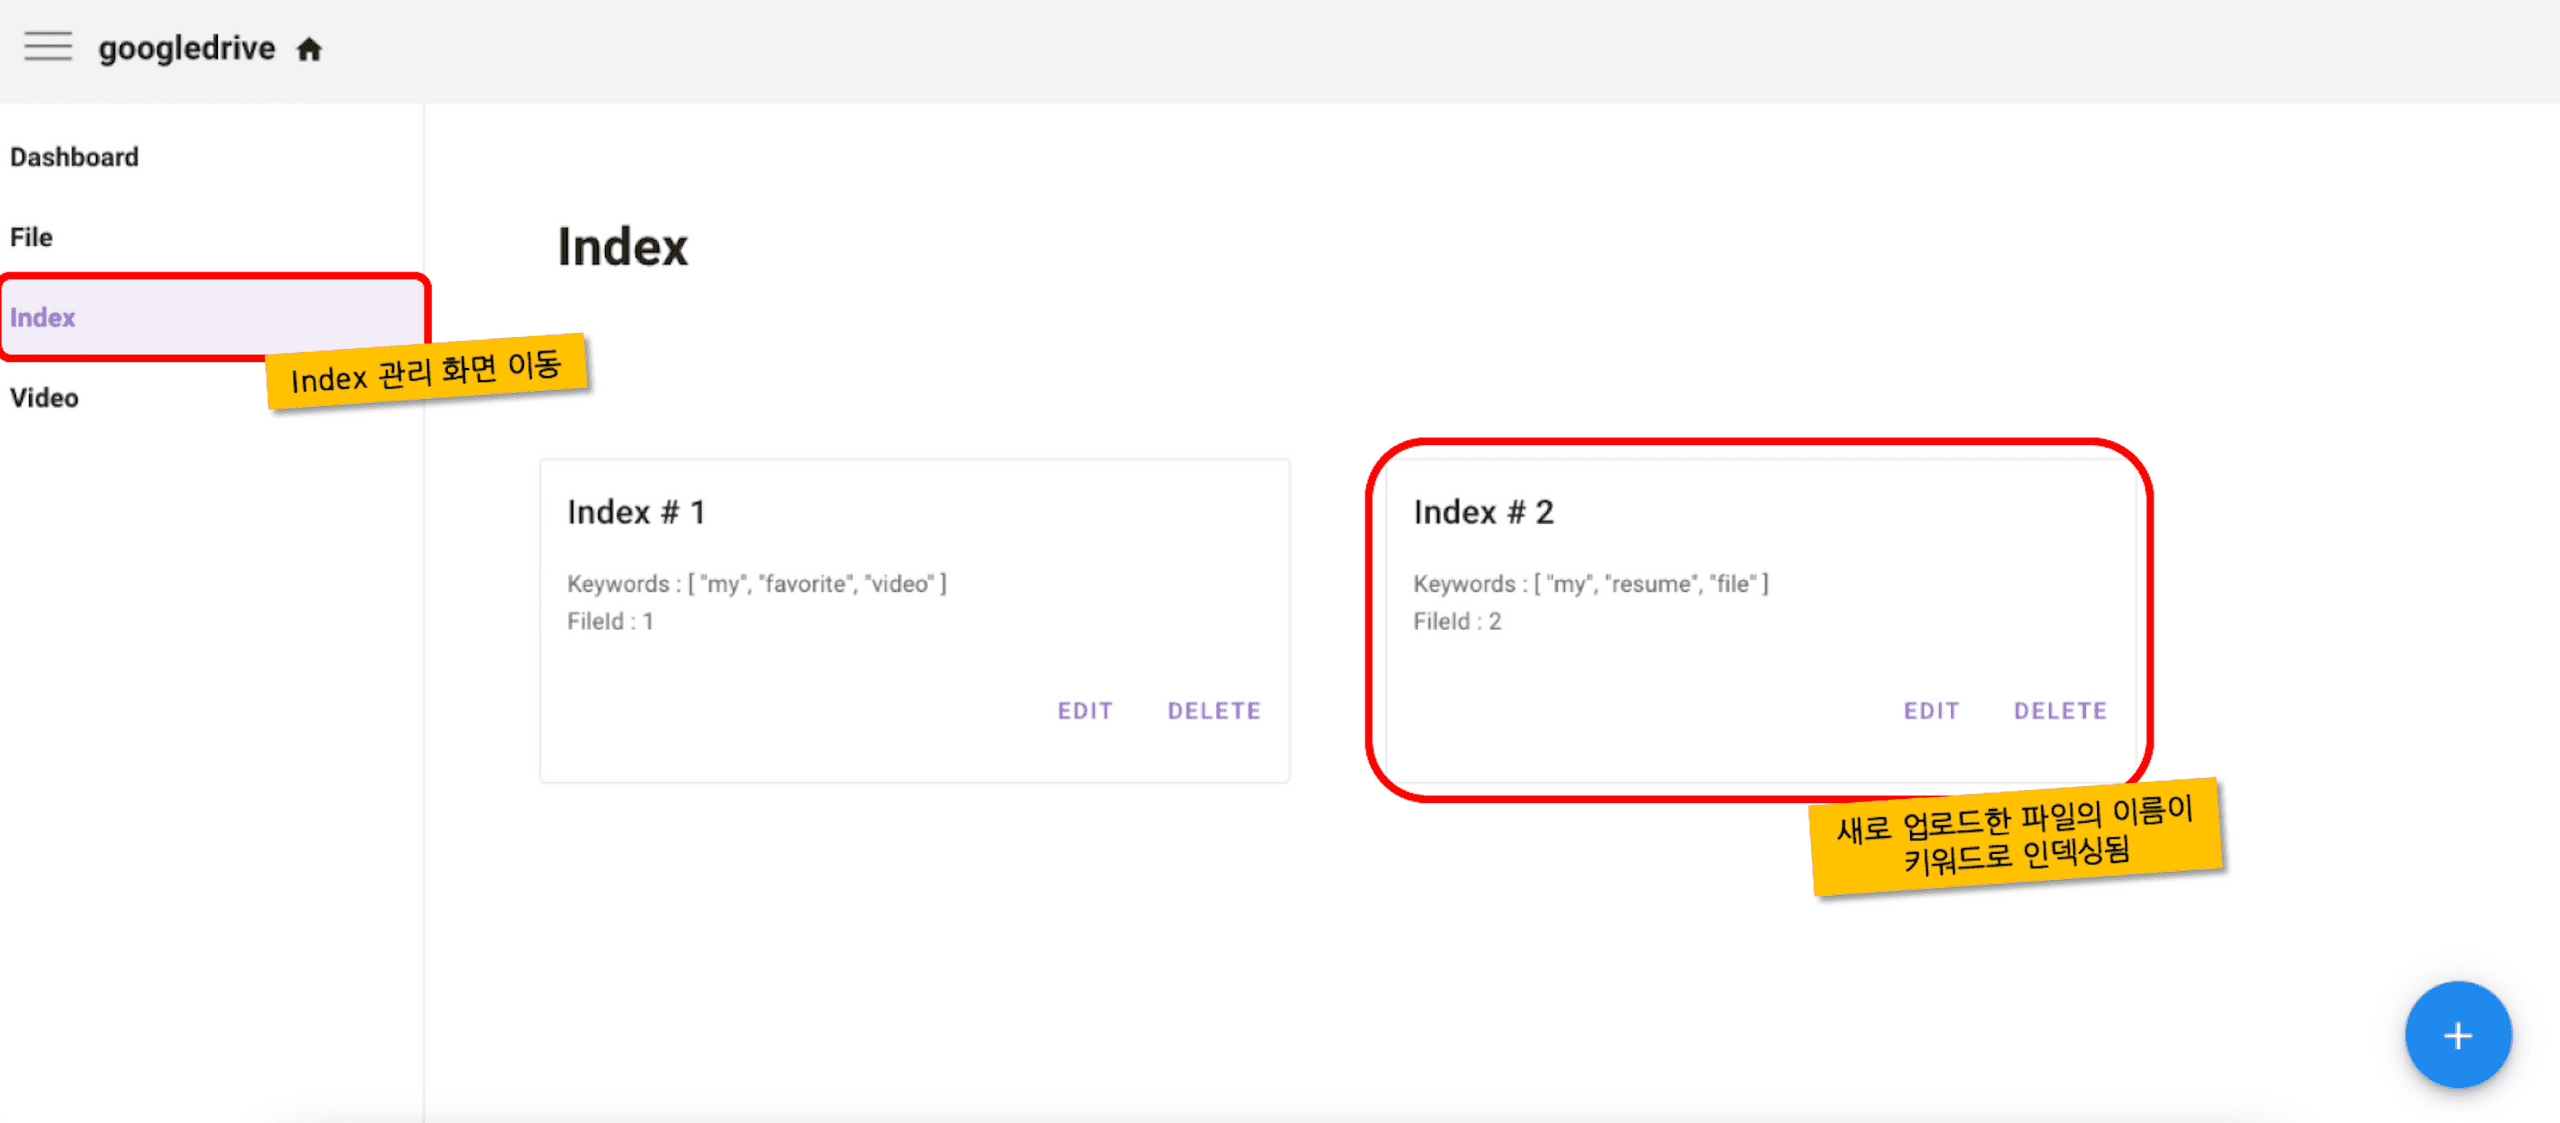 googledrive
Dashboard
File
Index
Video
Index 관리 화면 이동
Index
Index # 1
Keywords : [ "my", "favorite", "video" ]
FileId : 1
EDIT DELETE
Index # 2
Keywords : [ "my", "resume", "file" ]
FileId : 2
EDIT DELETE
새로 업로드한 파일의 이름이
키워드로 인덱싱됨
+